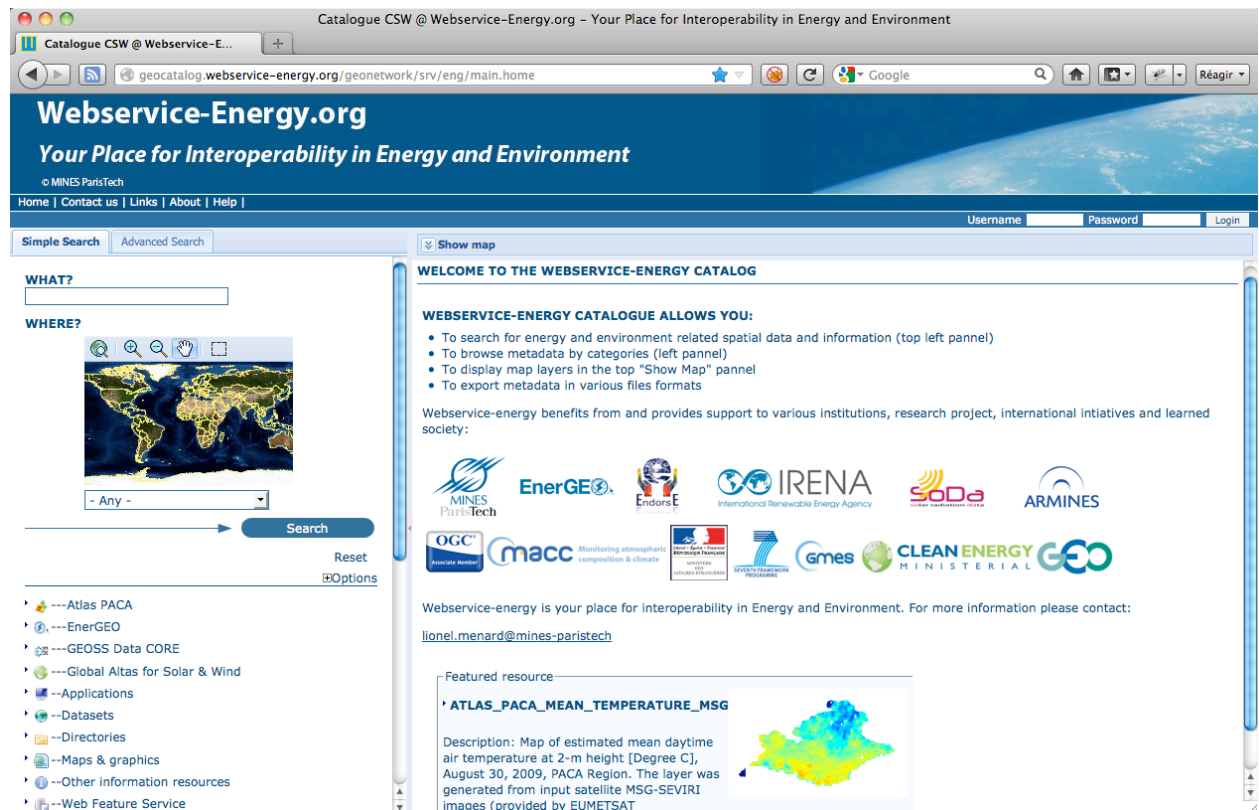 Catalogue CSW @ Webservice-Energy.org – Your Place for Interoperability in Energy and Environment
Catalogue CSW @ Webservice-E...
geocatalog.webservice-energy.org/geonetwork/srv/eng/main.home
Google
Réagir
Webservice-Energy.org
Your Place for Interoperability in Energy and Environment
© MINES ParisTech
Home | Contact us | Links | About | Help |
Username Password Login
Simple Search Advanced Search
Show map
WHAT?
WHERE?
- Any -
Search
Reset
Options
---Atlas PACA
---EnerGEO
---GEOSS Data CORE
---Global Altas for Solar & Wind
--Applications
--Datasets
--Directories
--Maps & graphics
--Other information resources
--Web Feature Service
WELCOME TO THE WEBSERVICE-ENERGY CATALOG
WEBSERVICE-ENERGY CATALOGUE ALLOWS YOU:
• To search for energy and environment related spatial data and information (top left pannel)
• To browse metadata by categories (left pannel)
• To display map layers in the top "Show Map" pannel
• To export metadata in various files formats
Webservice-energy benefits from and provides support to various institutions, research project, international intiatives and learned
society:
MINES
ParisTech
EnerGEO
EndorsE
IRENA
International Renewable Energy Agency
SoDa
solar radiation data
ARMINES
OGC
Associate Member
macc Monitoring atmospheric
composition & climate
Liberté • Égalité • Fraternité
RÉPUBLIQUE FRANÇAISE
MINISTÈRE
DES
AFFAIRES ÉTRANGÈRES
SEVENTH FRAMEWORK
PROGRAMME
Gmes
CLEAN ENERGY
MINISTERIAL
GEO
Webservice-energy is your place for interoperability in Energy and Environment. For more information please contact:
lionel.menard@mines-paristech
Featured resource
ATLAS_PACA_MEAN_TEMPERATURE_MSG
Description: Map of estimated mean daytime
air temperature at 2-m height [Degree C],
August 30, 2009, PACA Region. The layer was
generated from input satellite MSG-SEVIRI
images (provided by EUMETSAT